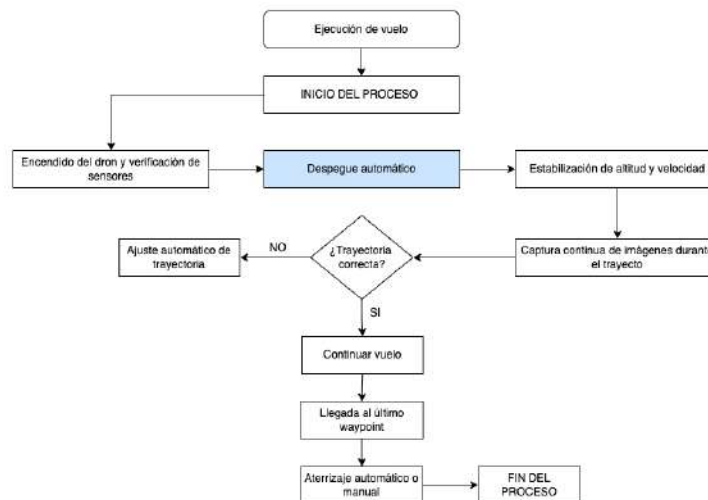 Ejecución de vuelo
INICIO DEL PROCESO
Encendido del dron y verificación de
sensores
Despegue automático
Estabilización de altitud y velocidad
Captura continua de imágenes durante
el trayecto
¿Trayectoria
correcta?
NO
Ajuste automático de
trayectoria
SI
Continuar vuelo
Llegada al último
waypoint
Aterrizaje automático o
manual
FIN DEL
PROCESO